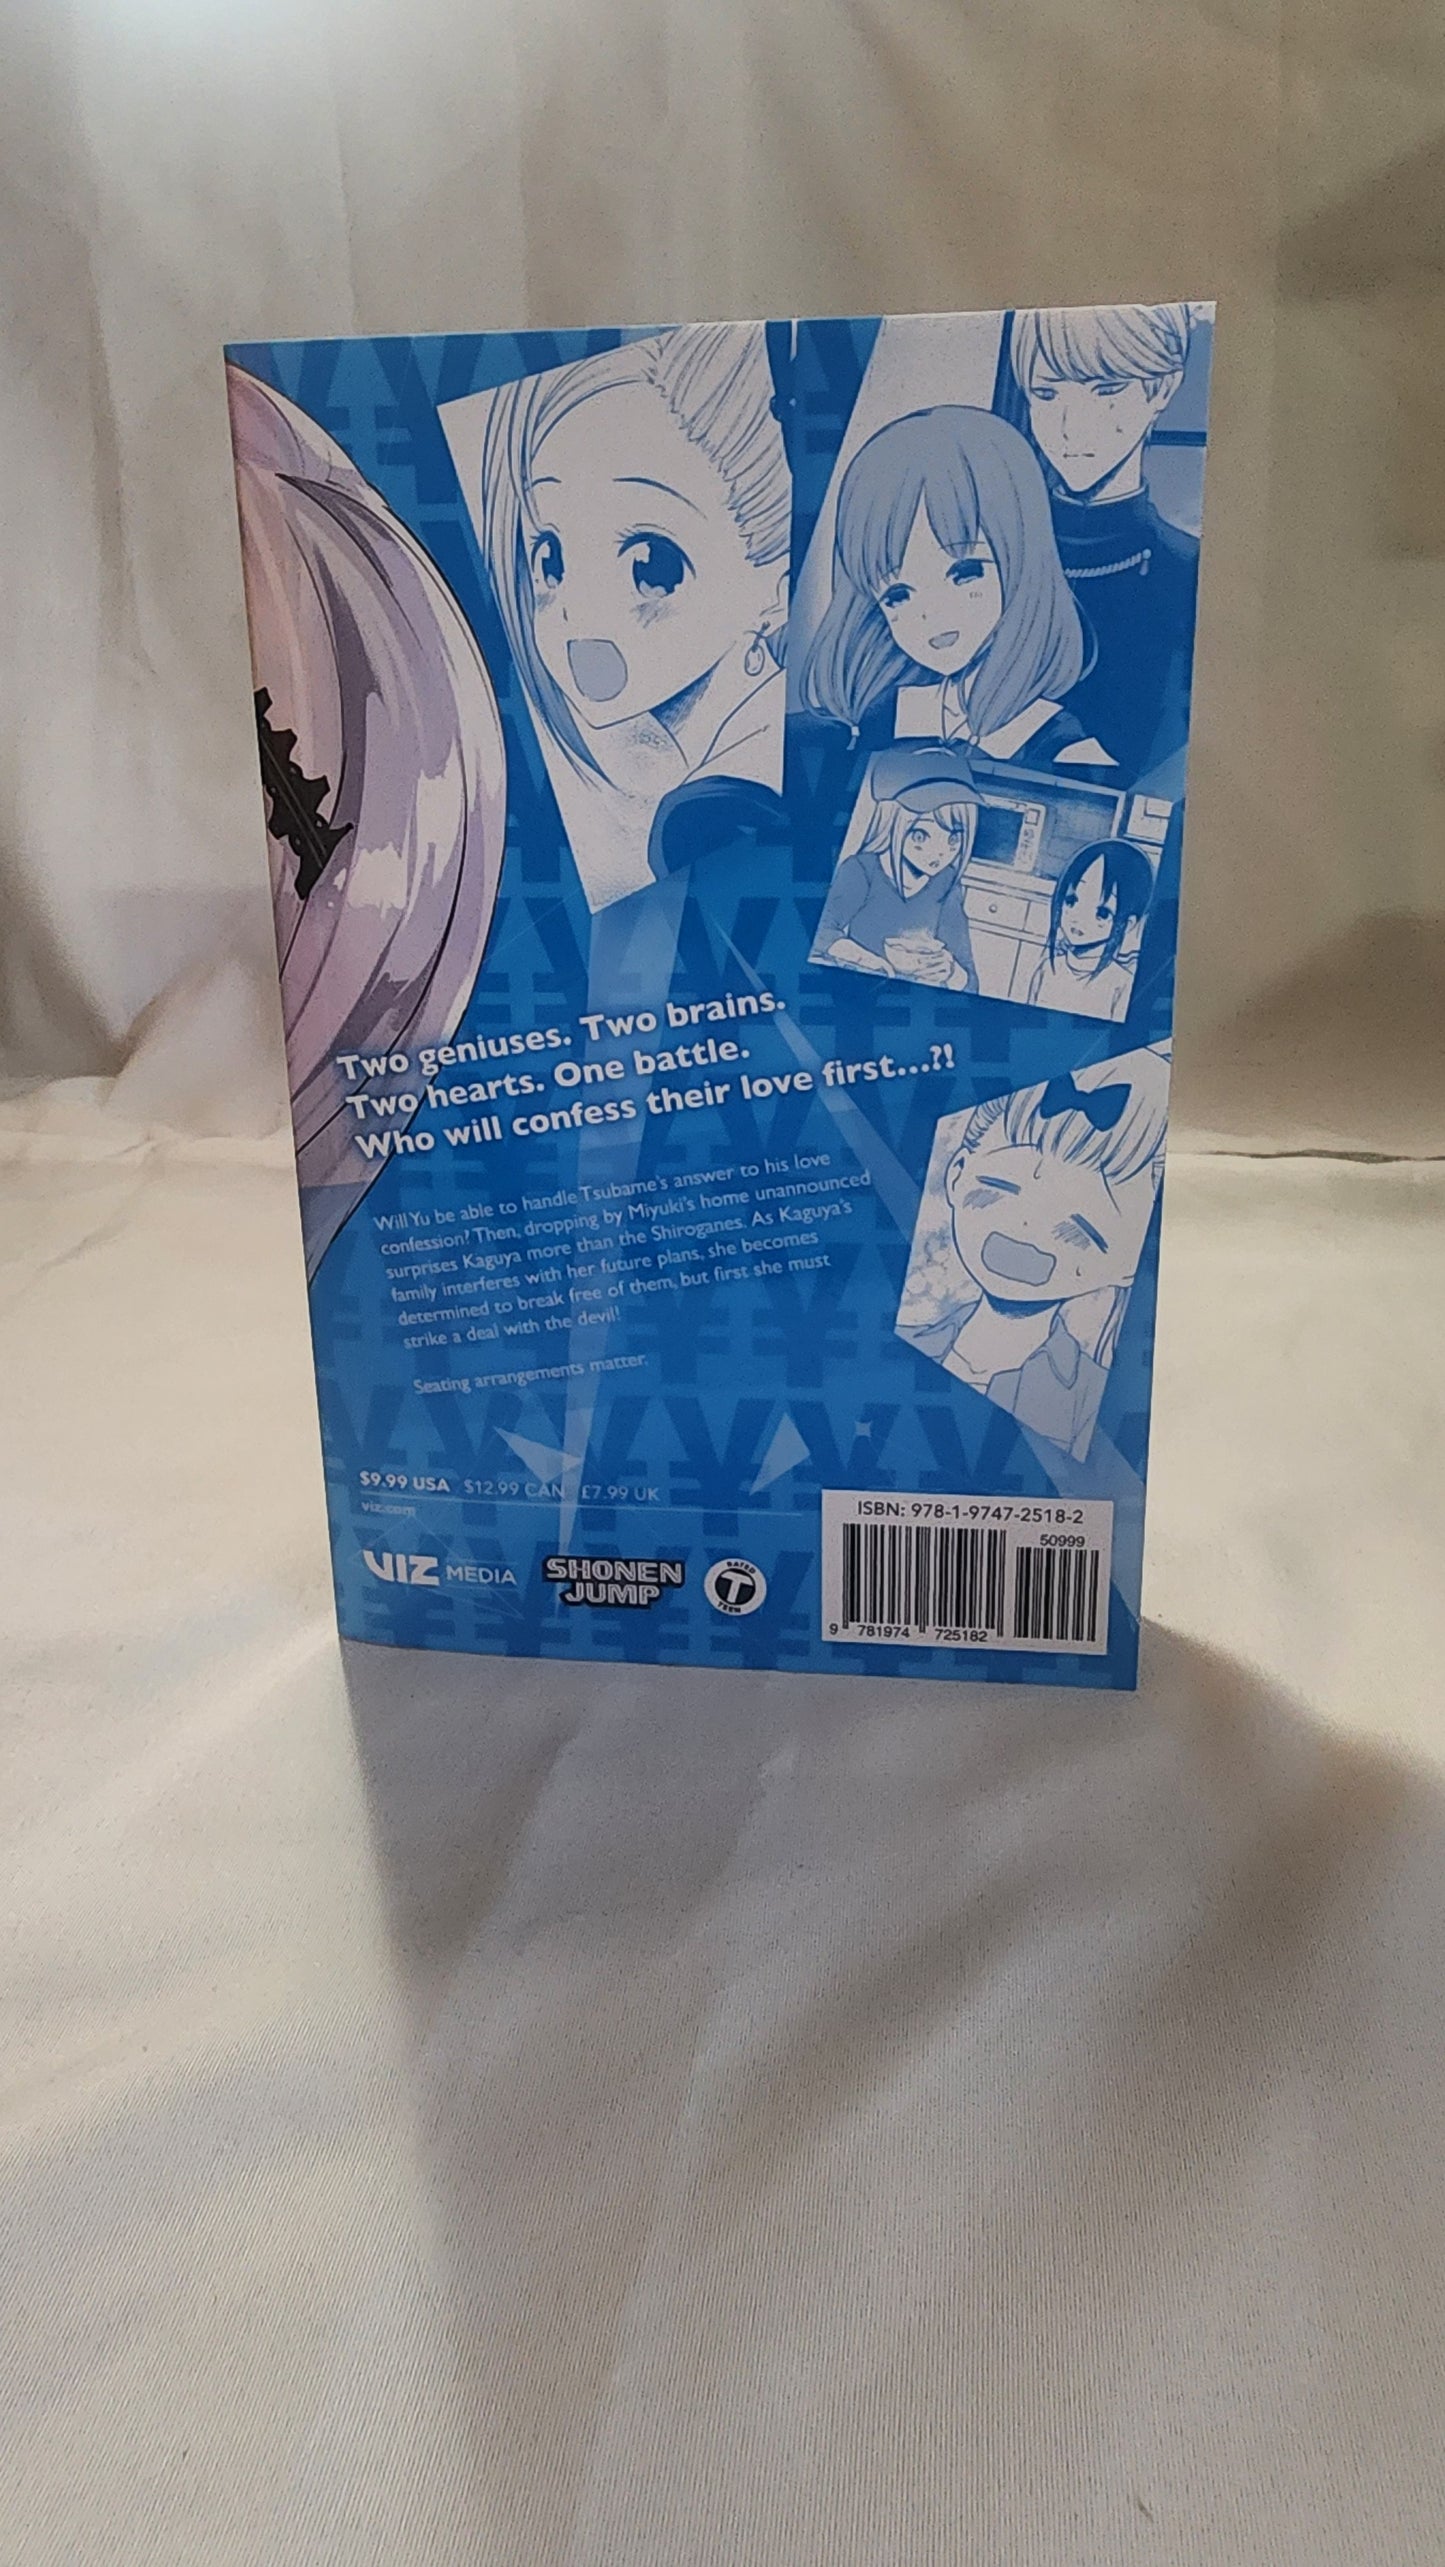 Two geniuses. Two brains.
Two hearts. One battle.
Who will confess their love first...?!
Will Yu be able to handle Tsubame's answer to his love
confession? Then, dropping by Miyuki's home unannounced
surprises Kaguya more than the Shiroganes. As Kaguya's
family interferes with her future plans, she becomes
determined to break free of them, but first she must
strike a deal with the devil!
Seating arrangements matter.
$9.99 USA $12.99 CAN £7.99 UK
viz.com
VIZ MEDIA
SHONEN
JUMP
RATED
T
TEEN
ISBN: 978-1-9747-2518-2
50999
9 781974 725182